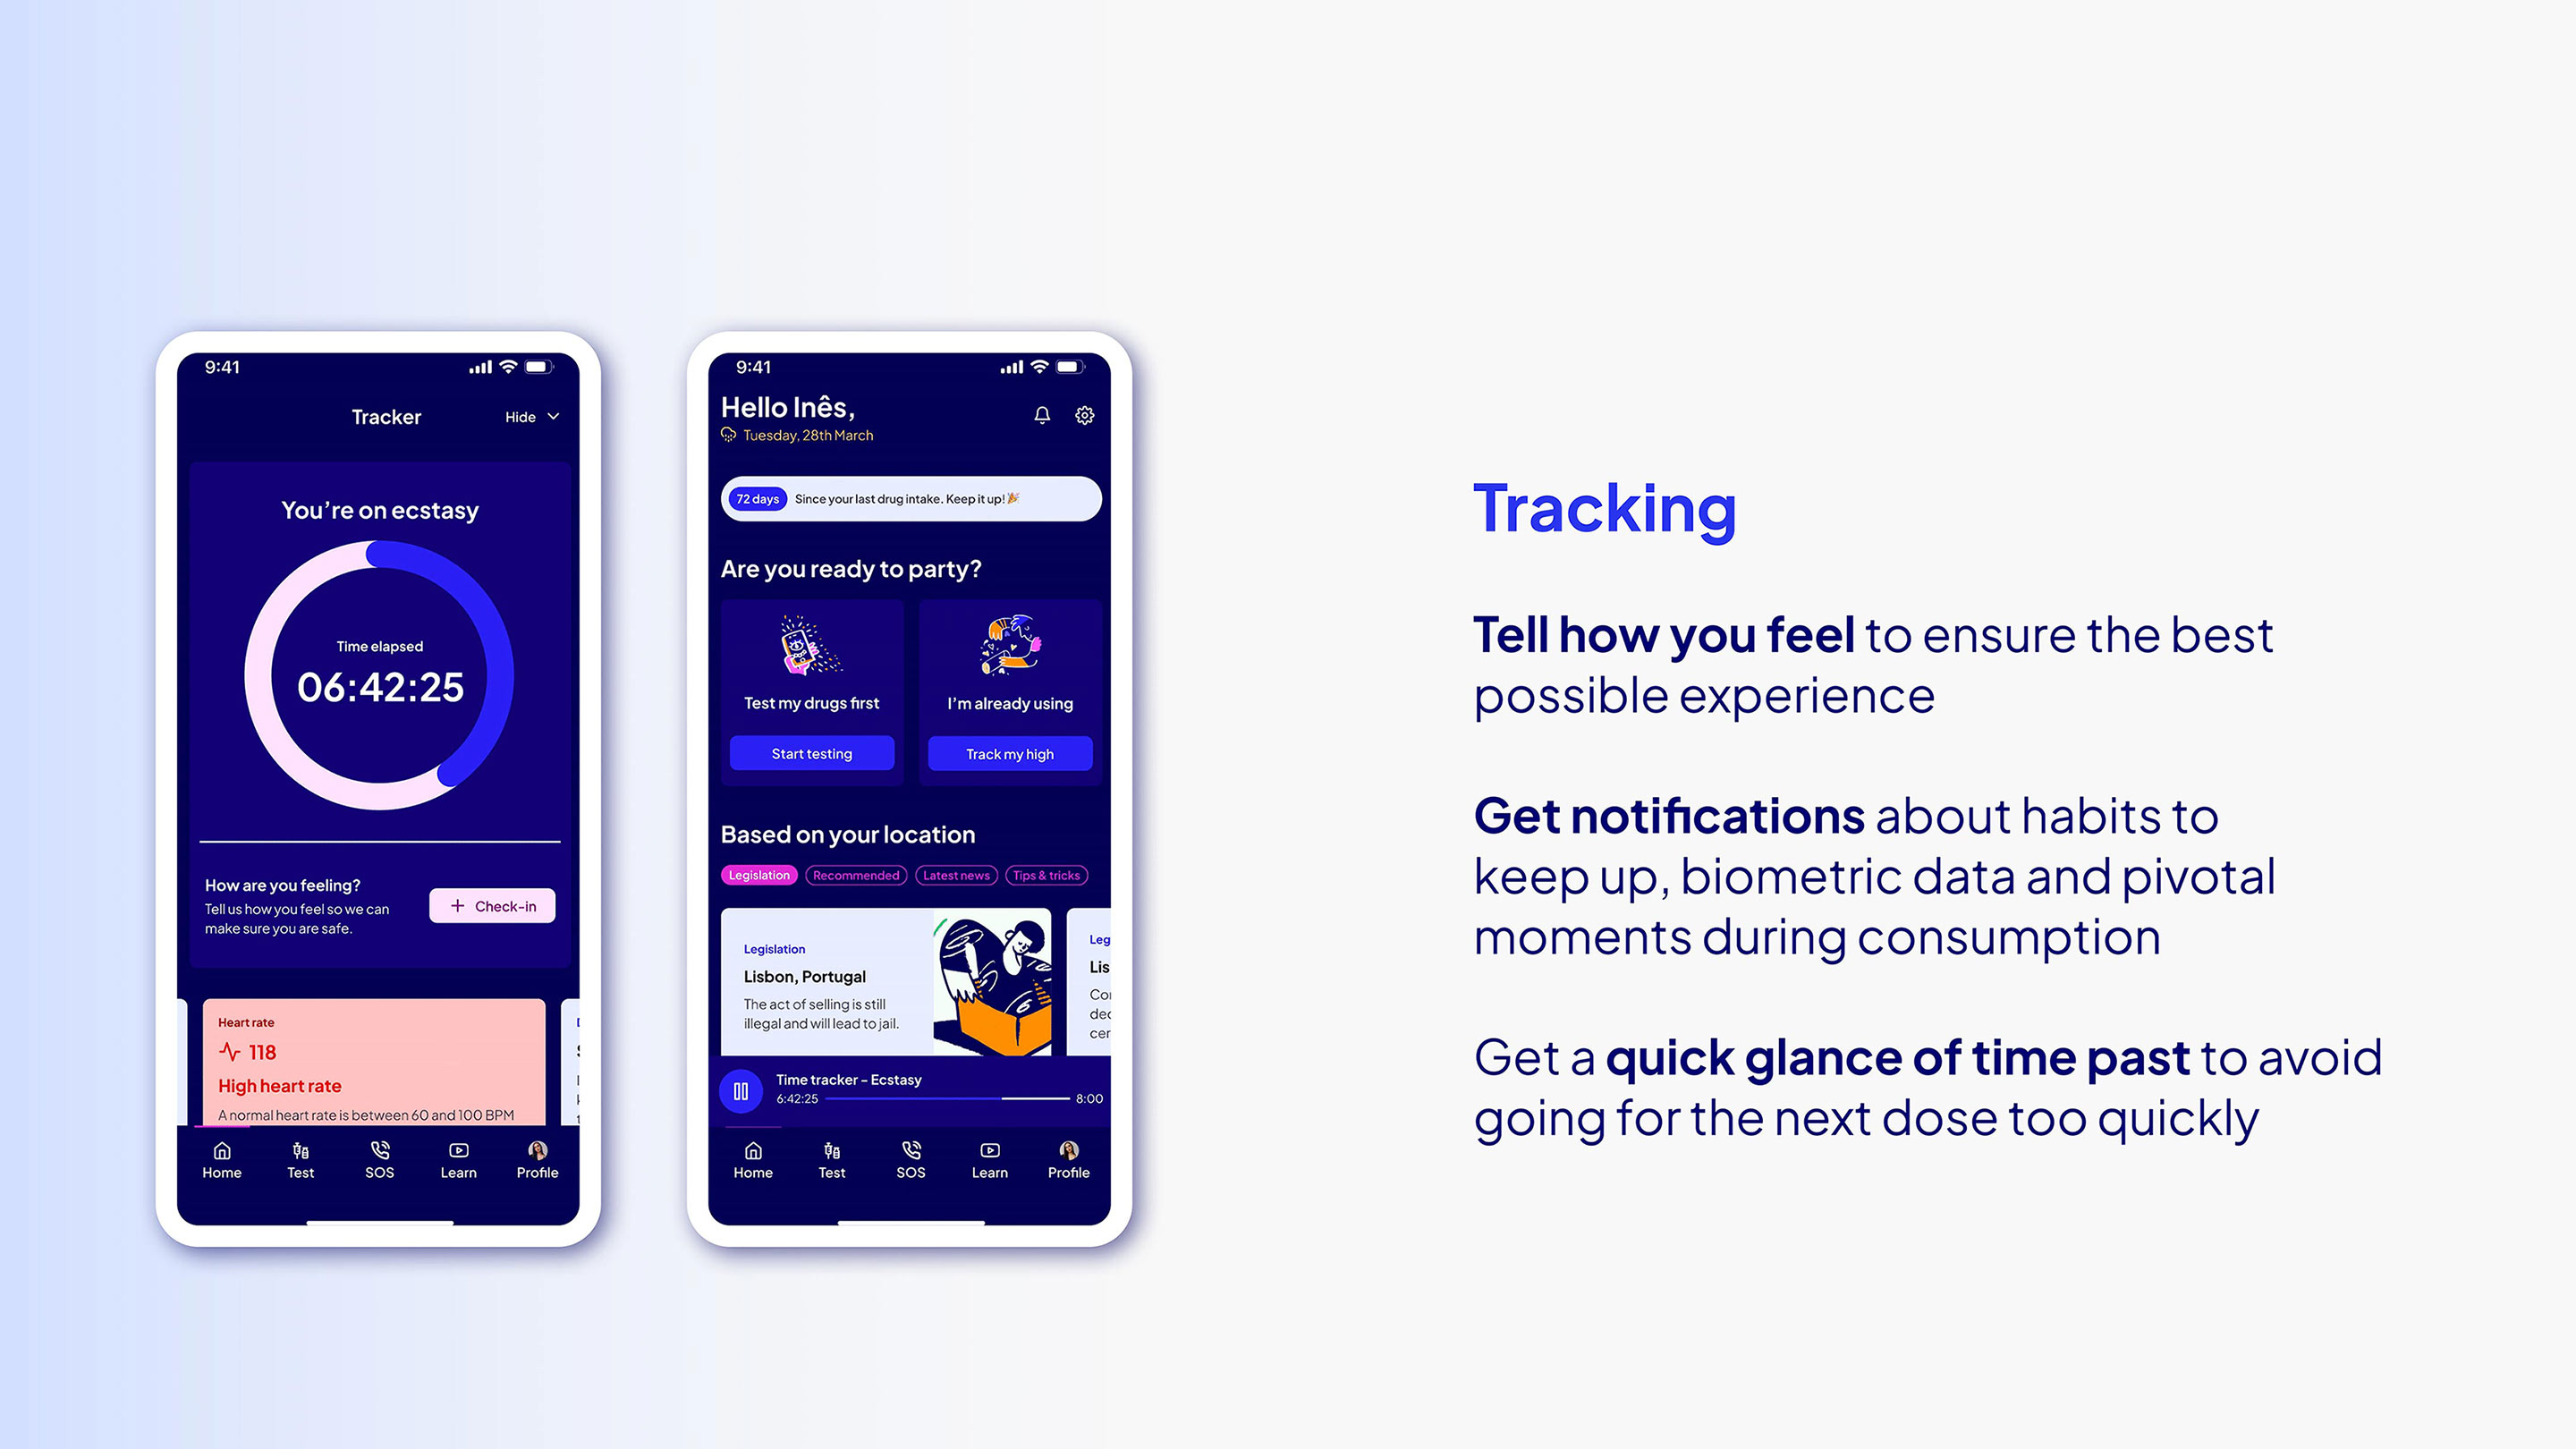 9:41
Tracker
Hide
You're on ecstasy
Time elapsed
06:42:25
How are you feeling?
Tell us how you feel so we can
make sure you are safe.
+ Check-in
Heart rate
118
High heart rate
A normal heart rate is between 60 and 100 BPM
Home
Test
SOS
Learn
Profile
9:41
Hello Inês,
Tuesday, 28th March
72 days Since your last drug intake. Keep it up! 🎉
Are you ready to party?
Test my drugs first
Start testing
I'm already using
Track my high
Based on your location
Legislation Recommended Latest news Tips & tricks
Legislation
Lisbon, Portugal
The act of selling is still
illegal and will lead to jail.
Leg
Lis
Co
dec
cer
Time tracker - Ecstasy
6:42:25 8:00
Home
Test
SOS
Learn
Profile
Tracking
Tell how you feel to ensure the best
possible experience
Get notifications about habits to
keep up, biometric data and pivotal
moments during consumption
Get a quick glance of time past to avoid
going for the next dose too quickly